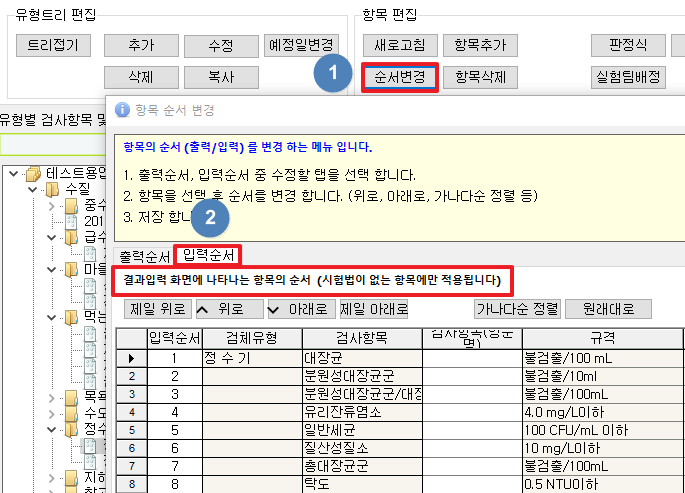 유형트리 편집
항목 편집
트리접기 추가 수정 예정일변경 새로고침 항목추가 판정식
삭제 복사 1 순서변경 항목삭제 실험팀배정
유형별 검사항목 및
항목 순서 변경
항목의 순서 (출력/입력) 를 변경 하는 메뉴 입니다.
1. 출력순서, 입력순서 중 수정할 탭을 선택 합니다.
2. 항목을 선택 후 순서를 변경 합니다. (위로, 아래로, 가나다순 정렬 등)
3. 저장 합니
2
테스트용업
수질
중수
201
급수
마을
먹는
목욕
수도
정수
지하
출력순서 입력순서
결과입력 화면에 나타나는 항목의 순서 (시험법이 없는 항목에만 적용됩니다)
제일 위로 위로 아래로 제일 아래로 가나다순 정렬 원래대로
입력순서 검체유형 검사항목 검사항목(영문명) 규격
1 정 수 기 대장균 불검출/100 mL
2 2 분원성대장균군 불검출/10ml
3 3 분원성대장균군/대장 불검출/100mL
4 4 유리잔류염소 4.0 mg/L이하
5 5 일반세균 100 CFU/mL 이하
6 6 질산성질소 10 mg/L이하
7 7 총대장균군 불검출/100mL
8 8 탁도 0.5 NTU이하